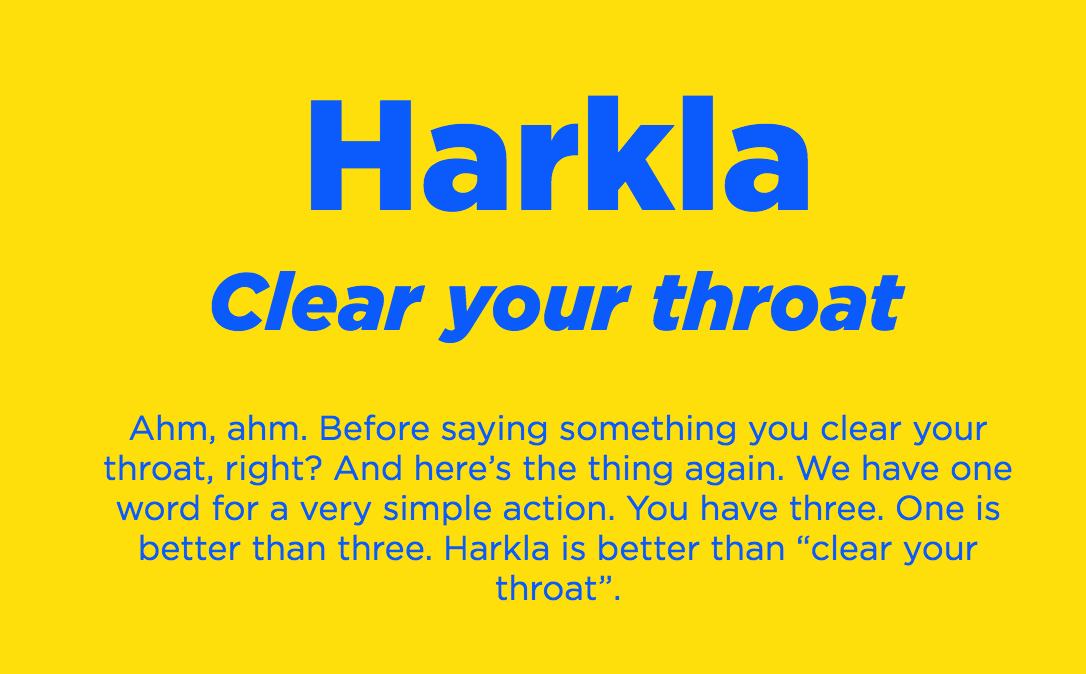 Harkla
Clear your throat
Ahm, ahm. Before saying something you clear your
throat, right? And here’s the thing again. We have one
word for a very simple action. You have three. One is
better than three. Harkla is better than “clear your
throat”.